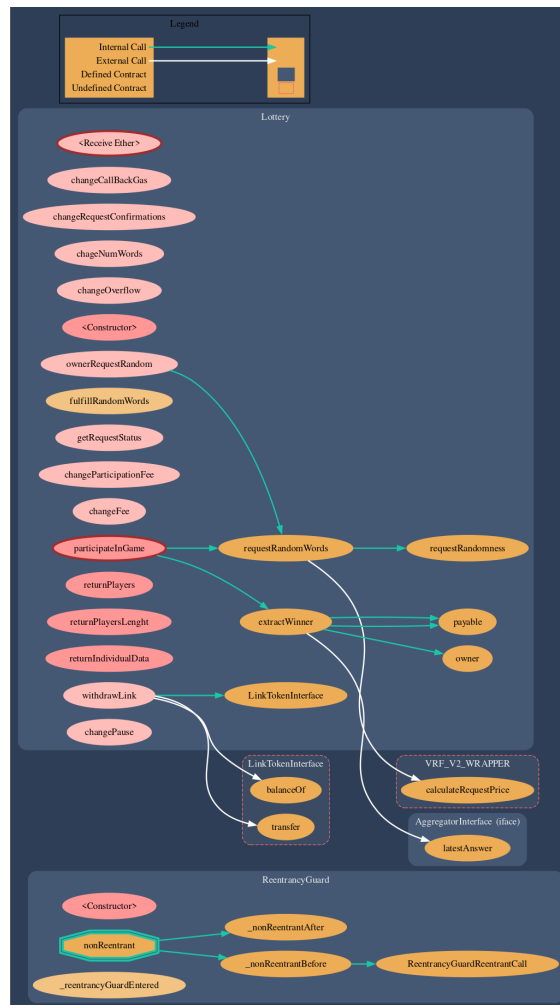 Legend
Internal Call
External Call
Defined Contract
Undefined Contract
Lottery
<Receive Ether>
changeCallBackGas
changeRequestConfirmations
chageNumWords
changeOverflow
<Constructor>
ownerRequestRandom
fulfillRandomWords
getRequestStatus
changeParticipationFee
changeFee
participateInGame
requestRandomWords
requestRandomness
returnPlayers
returnPlayersLenght
extractWinner
payable
returnIndividualData
owner
withdrawLink
LinkTokenInterface
changePause
LinkTokenInterface
balanceOf
transfer
VRF_V2_WRAPPER
calculateRequestPrice
AggregatorInterface (iface)
latestAnswer
ReentrancyGuard
<Constructor>
nonReentrant
_nonReentrantAfter
_nonReentrantBefore
ReentrancyGuardReentrantCall
_reentrancyGuardEntered